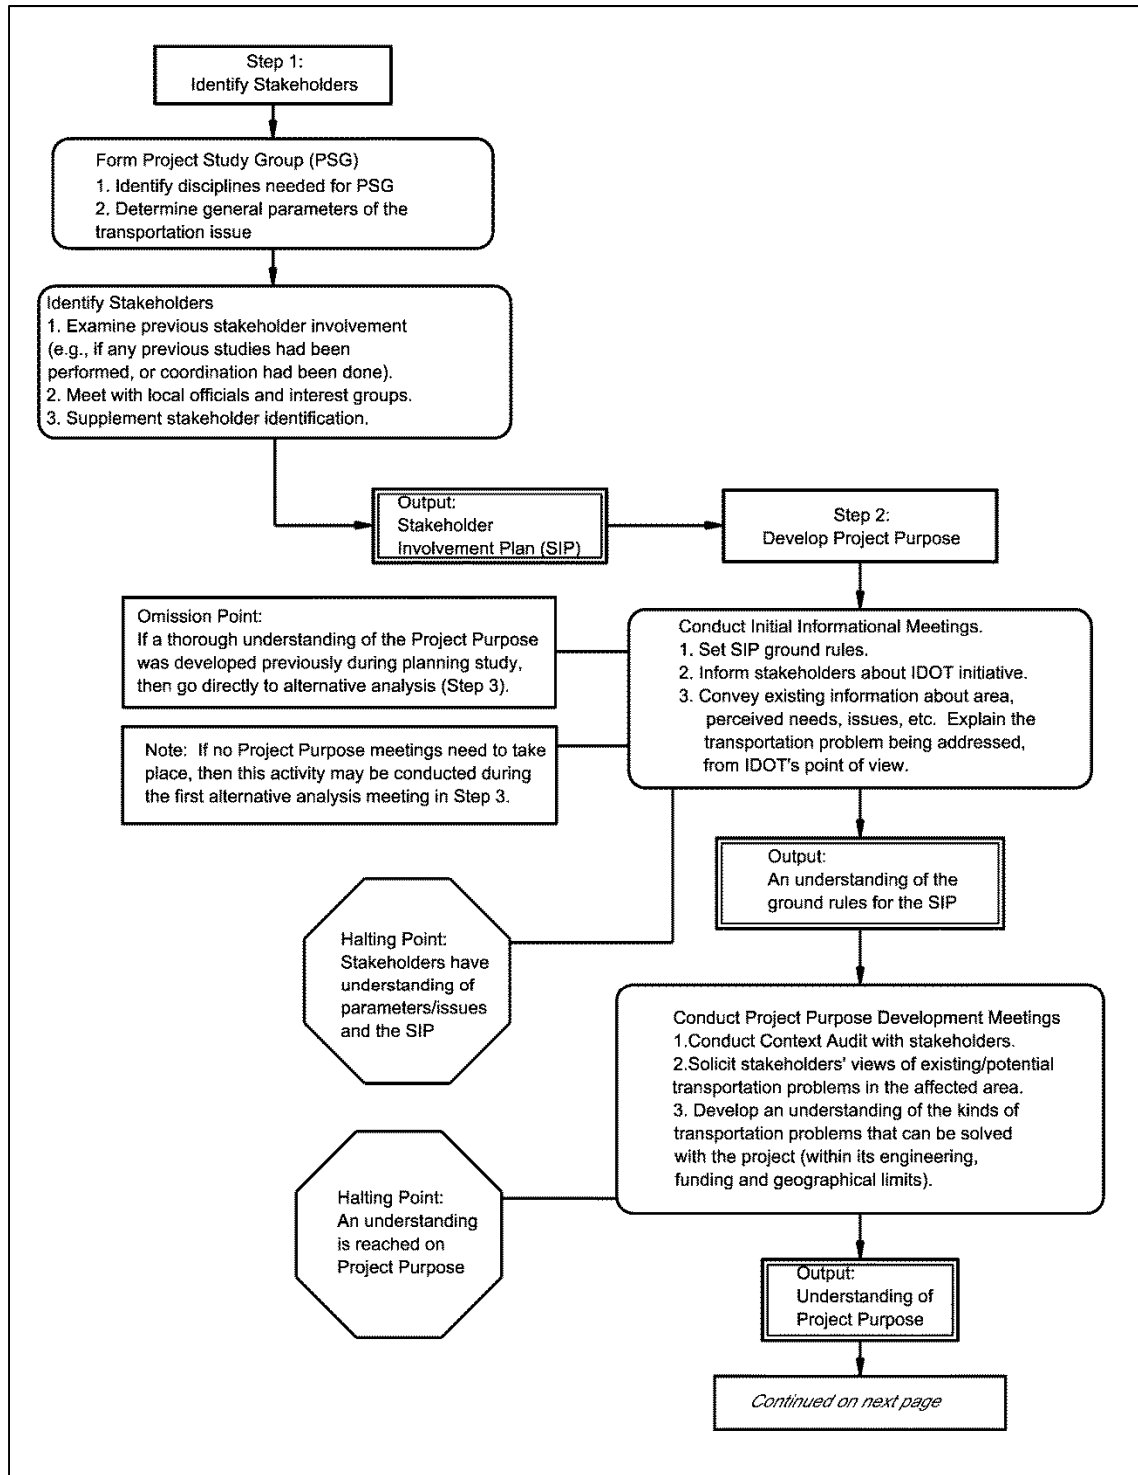 Step 1:
Identify Stakeholders
Form Project Study Group (PSG)
1. Identify disciplines needed for PSG
2. Determine general parameters of the
transportation issue
Identify Stakeholders
1. Examine previous stakeholder involvement
(e.g., if any previous studies had been
performed, or coordination had been done).
2. Meet with local officials and interest groups.
3. Supplement stakeholder identification.
Output:
Stakeholder
Involvement Plan (SIP)
Step 2:
Develop Project Purpose
Omission Point:
If a thorough understanding of the Project Purpose
was developed previously during planning study,
then go directly to alternative analysis (Step 3).
Note: If no Project Purpose meetings need to take
place, then this activity may be conducted during
the first alternative analysis meeting in Step 3.
Conduct Initial Informational Meetings.
1. Set SIP ground rules.
2. Inform stakeholders about IDOT initiative.
3. Convey existing information about area,
perceived needs, issues, etc. Explain the
transportation problem being addressed,
from IDOT's point of view.
Output:
An understanding of the
ground rules for the SIP
Halting Point:
Stakeholders have
understanding of
parameters/issues
and the SIP
Conduct Project Purpose Development Meetings
1.Conduct Context Audit with stakeholders.
2.Solicit stakeholders' views of existing/potential
transportation problems in the affected area.
3. Develop an understanding of the kinds of
transportation problems that can be solved
with the project (within its engineering,
funding and geographical limits).
Halting Point:
An understanding
is reached on
Project Purpose
Output:
Understanding of
Project Purpose
Continued on next page